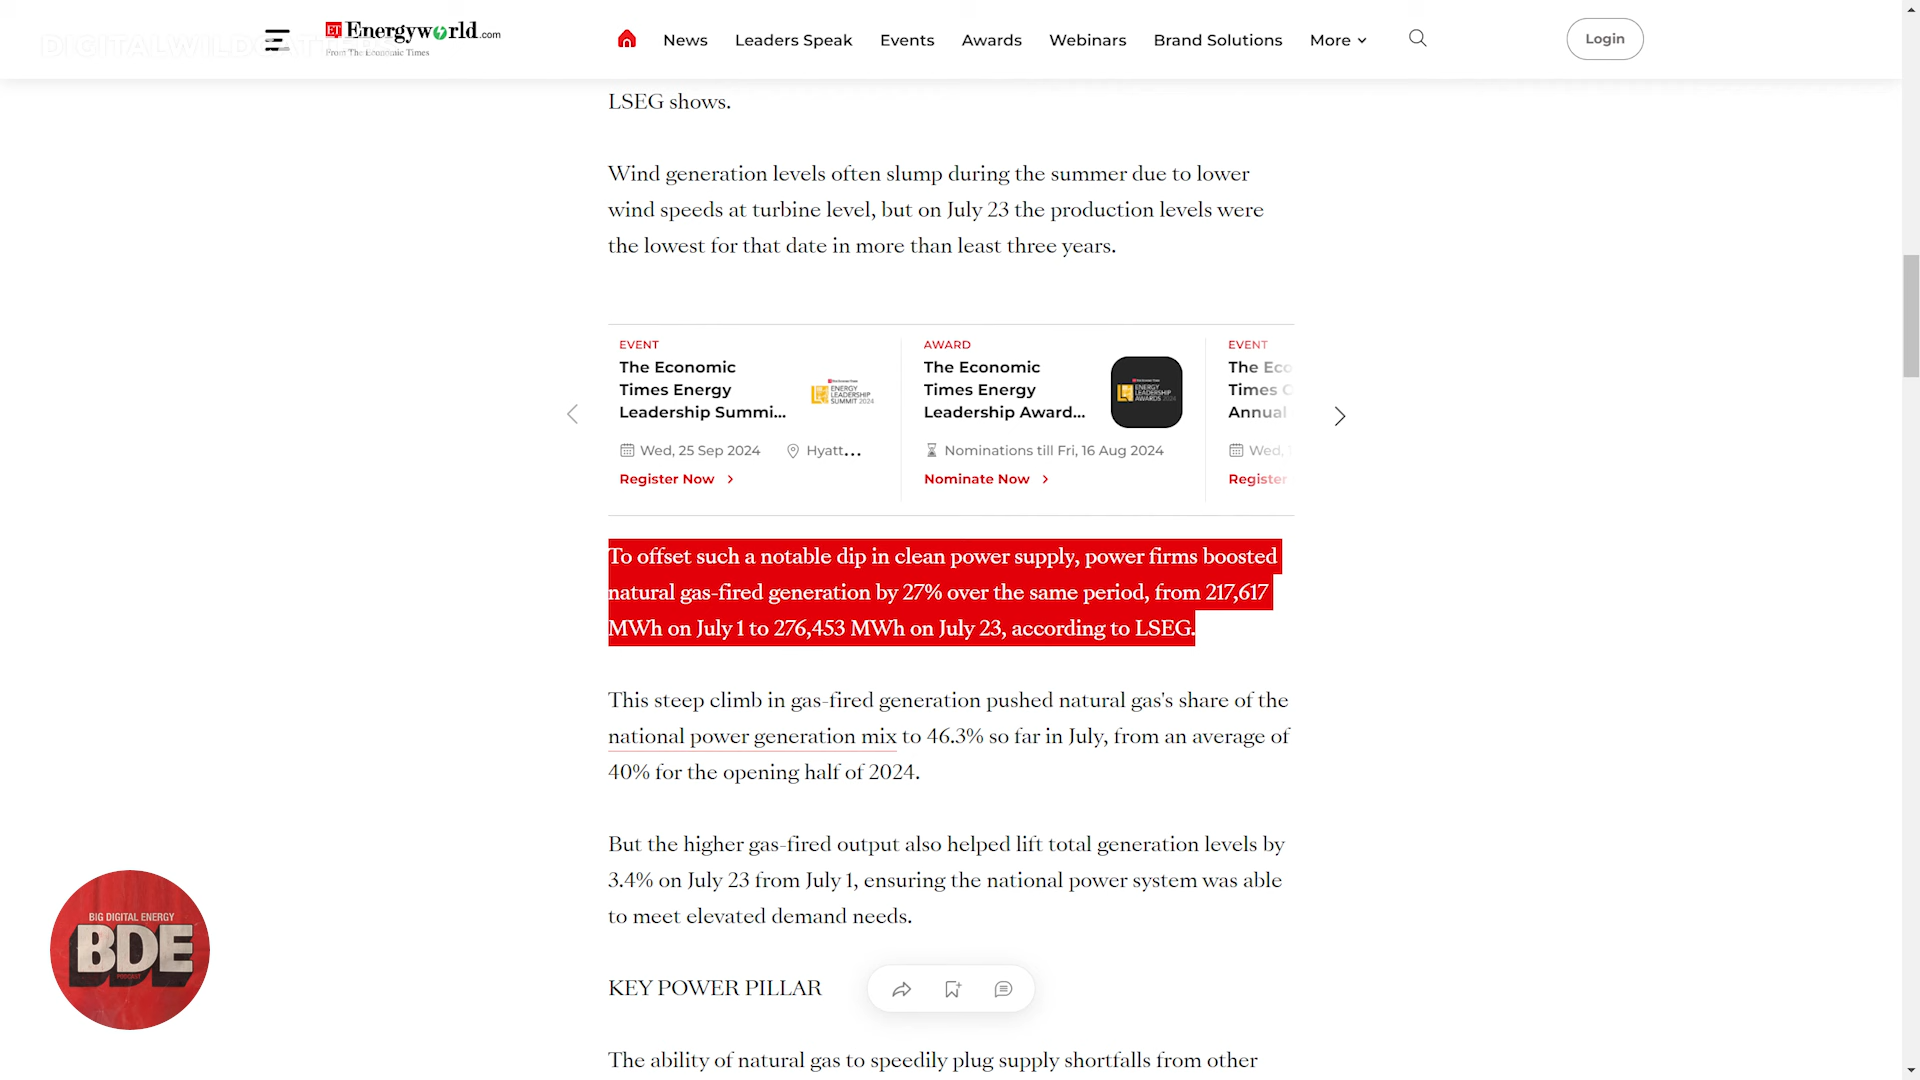 DIGITALWILDCATTERS
ET Energyworld.com
From The Economic Times
News
Leaders Speak
Events
Awards
Webinars
Brand Solutions
More
Login
LSEG shows.
Wind generation levels often slump during the summer due to lower
wind speeds at turbine level, but on July 23 the production levels were
the lowest for that date in more than least three years.
EVENT
The Economic
Times Energy
Leadership Summi...
ENERGY
LEADERSHIP
SUMMIT 2024
Wed, 25 Sep 2024
Hyatt...
Register Now
AWARD
The Economic
Times Energy
Leadership Award...
ENERGY
LEADERSHIP
AWARDS 2024
Nominations till Fri, 16 Aug 2024
Nominate Now
EVENT
The Eco
Times
Annual
Wed,
Register
To offset such a notable dip in clean power supply, power firms boosted
natural gas-fired generation by 27% over the same period, from 217,617
MWh on July 1 to 276,453 MWh on July 23, according to LSEG.
This steep climb in gas-fired generation pushed natural gas's share of the
national power generation mix to 46.3% so far in July, from an average of
40% for the opening half of 2024.
But the higher gas-fired output also helped lift total generation levels by
3.4% on July 23 from July 1, ensuring the national power system was able
to meet elevated demand needs.
KEY POWER PILLAR
The ability of natural gas to speedily plug supply shortfalls from other
BIG DIGITAL ENERGY
BDE
PODCAST